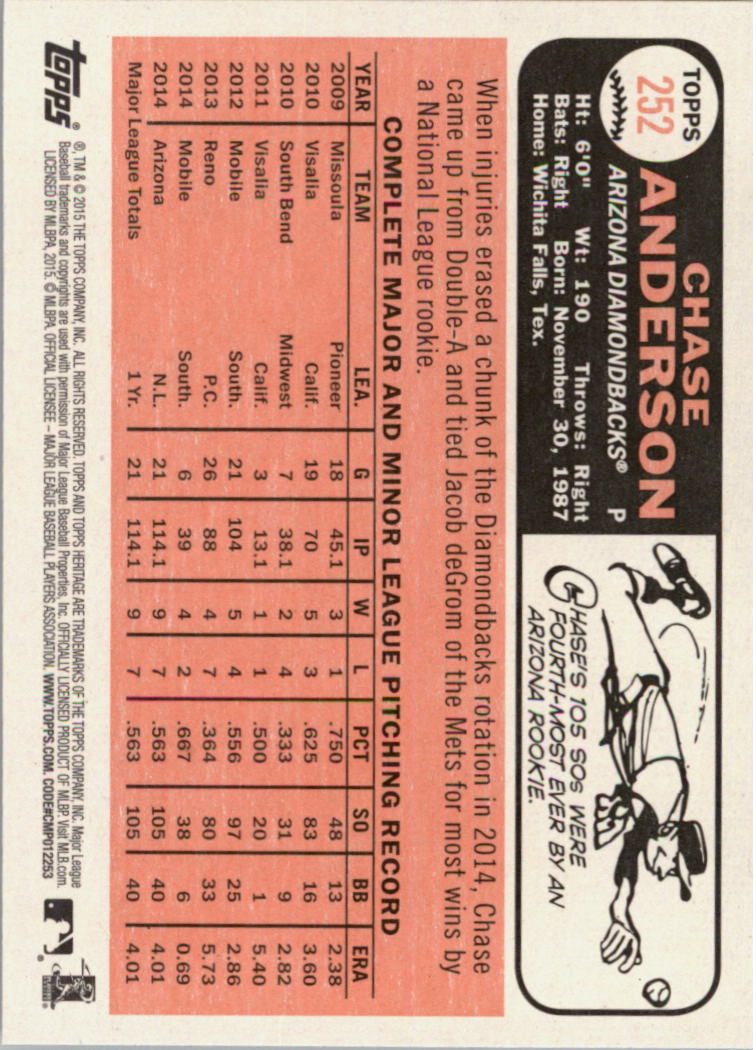 TOPPS
252
CHASE
ANDERSON
ARIZONA DIAMONDBACKS® P
Ht: 6'0" Wt: 190 Throws: Right
Bats: Right Born: November 30, 1987
Home: Wichita Falls, Tex.
CHASE'S 105 SOs WERE
FOURTH-MOST EVER BY AN
ARIZONA ROOKIE.
When injuries erased a chunk of the Diamondbacks rotation in 2014, Chase
came up from Double-A and tied Jacob deGrom of the Mets for most wins by
a National League rookie.
COMPLETE MAJOR AND MINOR LEAGUE PITCHING RECORD
YEAR TEAM LEA. G IP W L PCT SO BB ERA
2009 Missoula Pioneer 18 45.1 3 1 .750 48 13 2.38
2010 Visalia Calif. 19 70 5 3 .625 83 16 3.60
2010 South Bend Midwest 7 38.1 2 4 .333 31 9 2.82
2011 Visalia Calif. 3 13.1 1 1 .500 20 1 5.40
2012 Mobile South. 21 104 5 4 .556 97 25 2.86
2013 Reno P.C. 26 88 4 7 .364 80 33 5.73
2014 Mobile South. 6 39 4 2 .667 38 6 0.69
2014 Arizona N.L. 21 114.1 9 7 .563 105 40 4.01
Major League Totals 1 Yr. 21 114.1 9 7 .563 105 40 4.01
topps®
®, TM & © 2015 THE TOPPS COMPANY, INC. ALL RIGHTS RESERVED. TOPPS AND TOPPS HERITAGE ARE TRADEMARKS OF THE TOPPS COMPANY, INC. Major League
Baseball trademarks and copyrights are used with permission of Major League Baseball Properties, Inc. OFFICIALLY LICENSED PRODUCT OF MLBP. Visit MLB.com.
LICENSED BY MLBPA, 2015. © MLBPA. OFFICIAL LICENSEE – MAJOR LEAGUE BASEBALL PLAYERS ASSOCIATION. WWW.TOPPS.COM. CODE#CMP012253